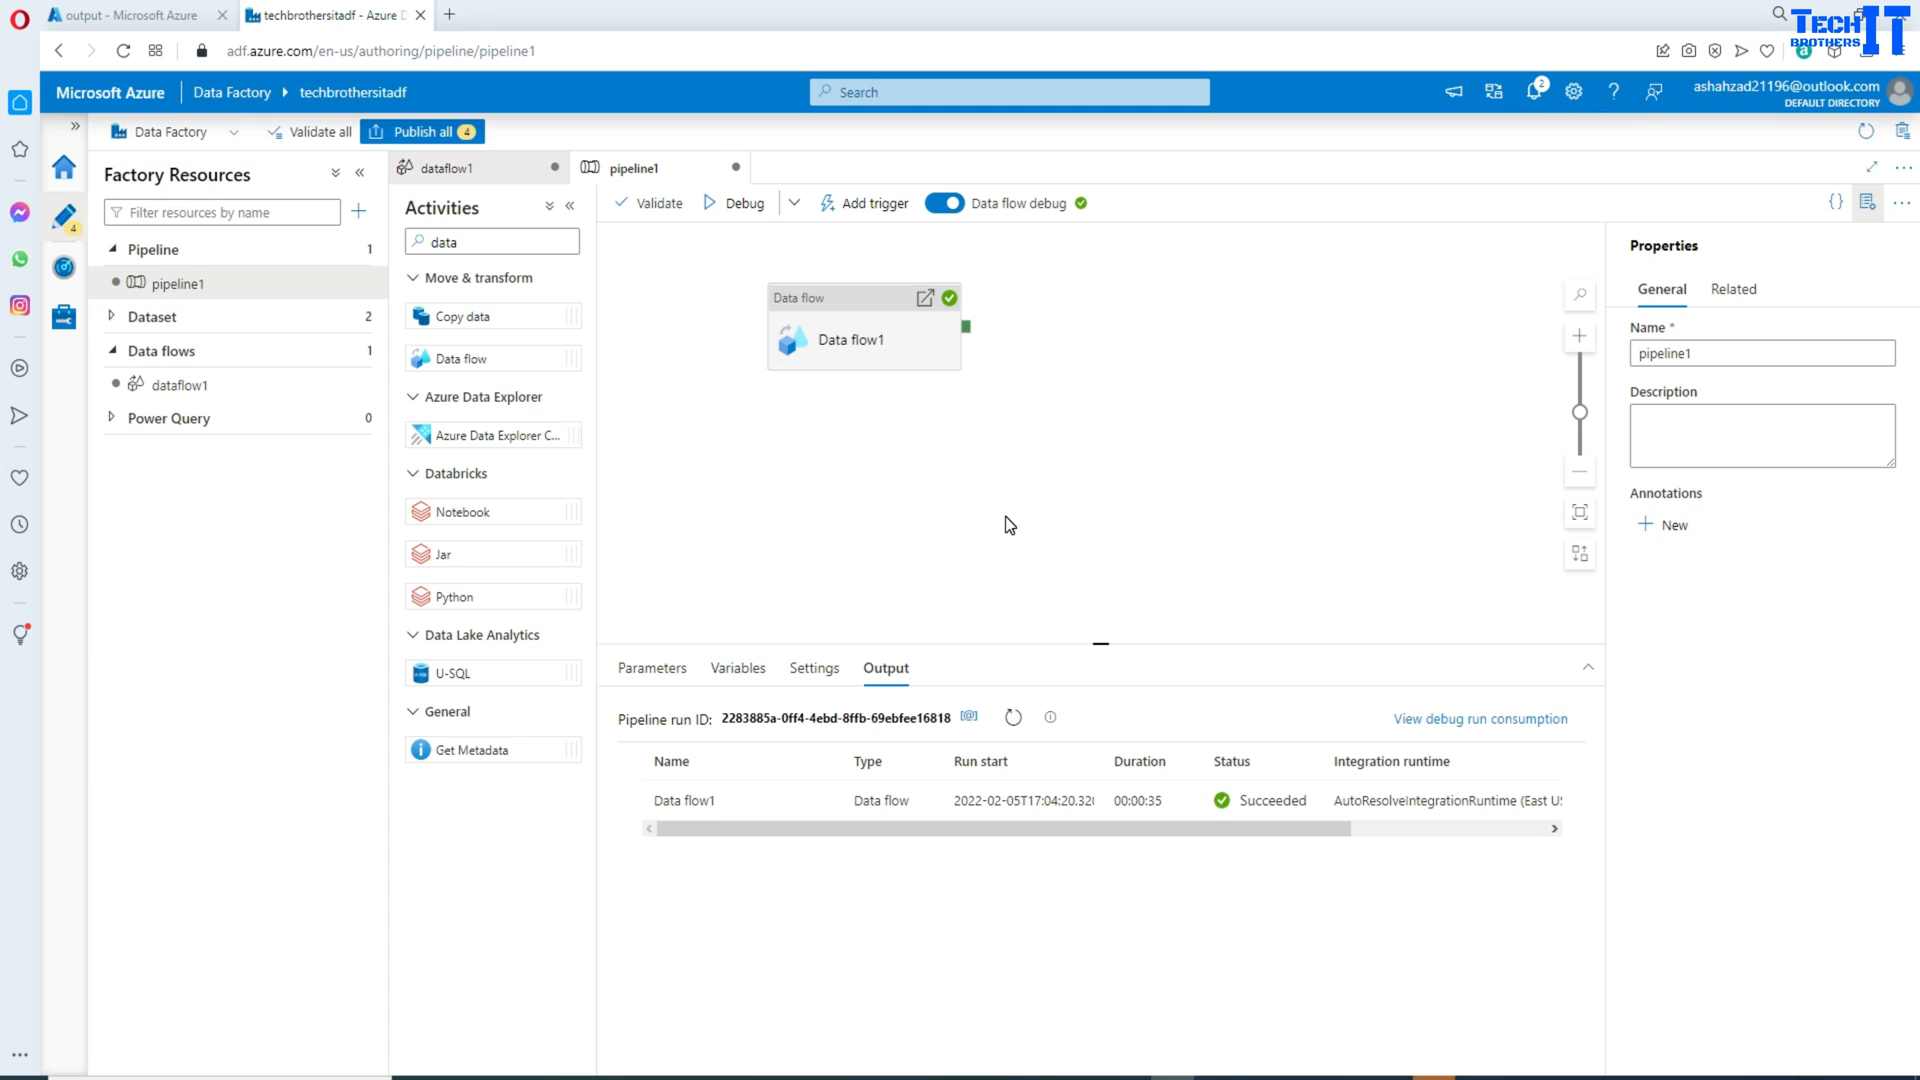 output - Microsoft Azure
techbrothersitadf - Azure D
TECH IT
BROTHERS
adf.azure.com/en-us/authoring/pipeline/pipeline1
Microsoft Azure
Data Factory
techbrothersitadf
Search
2
ashahzad21196@outlook.com
DEFAULT DIRECTORY
Data Factory
Validate all
Publish all
4
Factory Resources
Filter resources by name
4
Pipeline
1
pipeline1
Dataset
2
Data flows
1
dataflow1
Power Query
0
dataflow1
pipeline1
Activities
data
Move & transform
Copy data
Data flow
Azure Data Explorer
Azure Data Explorer C...
Databricks
Notebook
Jar
Python
Data Lake Analytics
U-SQL
General
Get Metadata
Validate
Debug
Add trigger
Data flow debug
Data flow
Data flow1
Parameters
Variables
Settings
Output
Pipeline run ID: 2283885a-0ff4-4ebd-8ffb-69ebfee16818
View debug run consumption
Name
Type
Run start
Duration
Status
Integration runtime
Data flow1
Data flow
2022-02-05T17:04:20.320
00:00:35
Succeeded
AutoResolveIntegrationRuntime (East US
Properties
General
Related
Name *
pipeline1
Description
Annotations
New